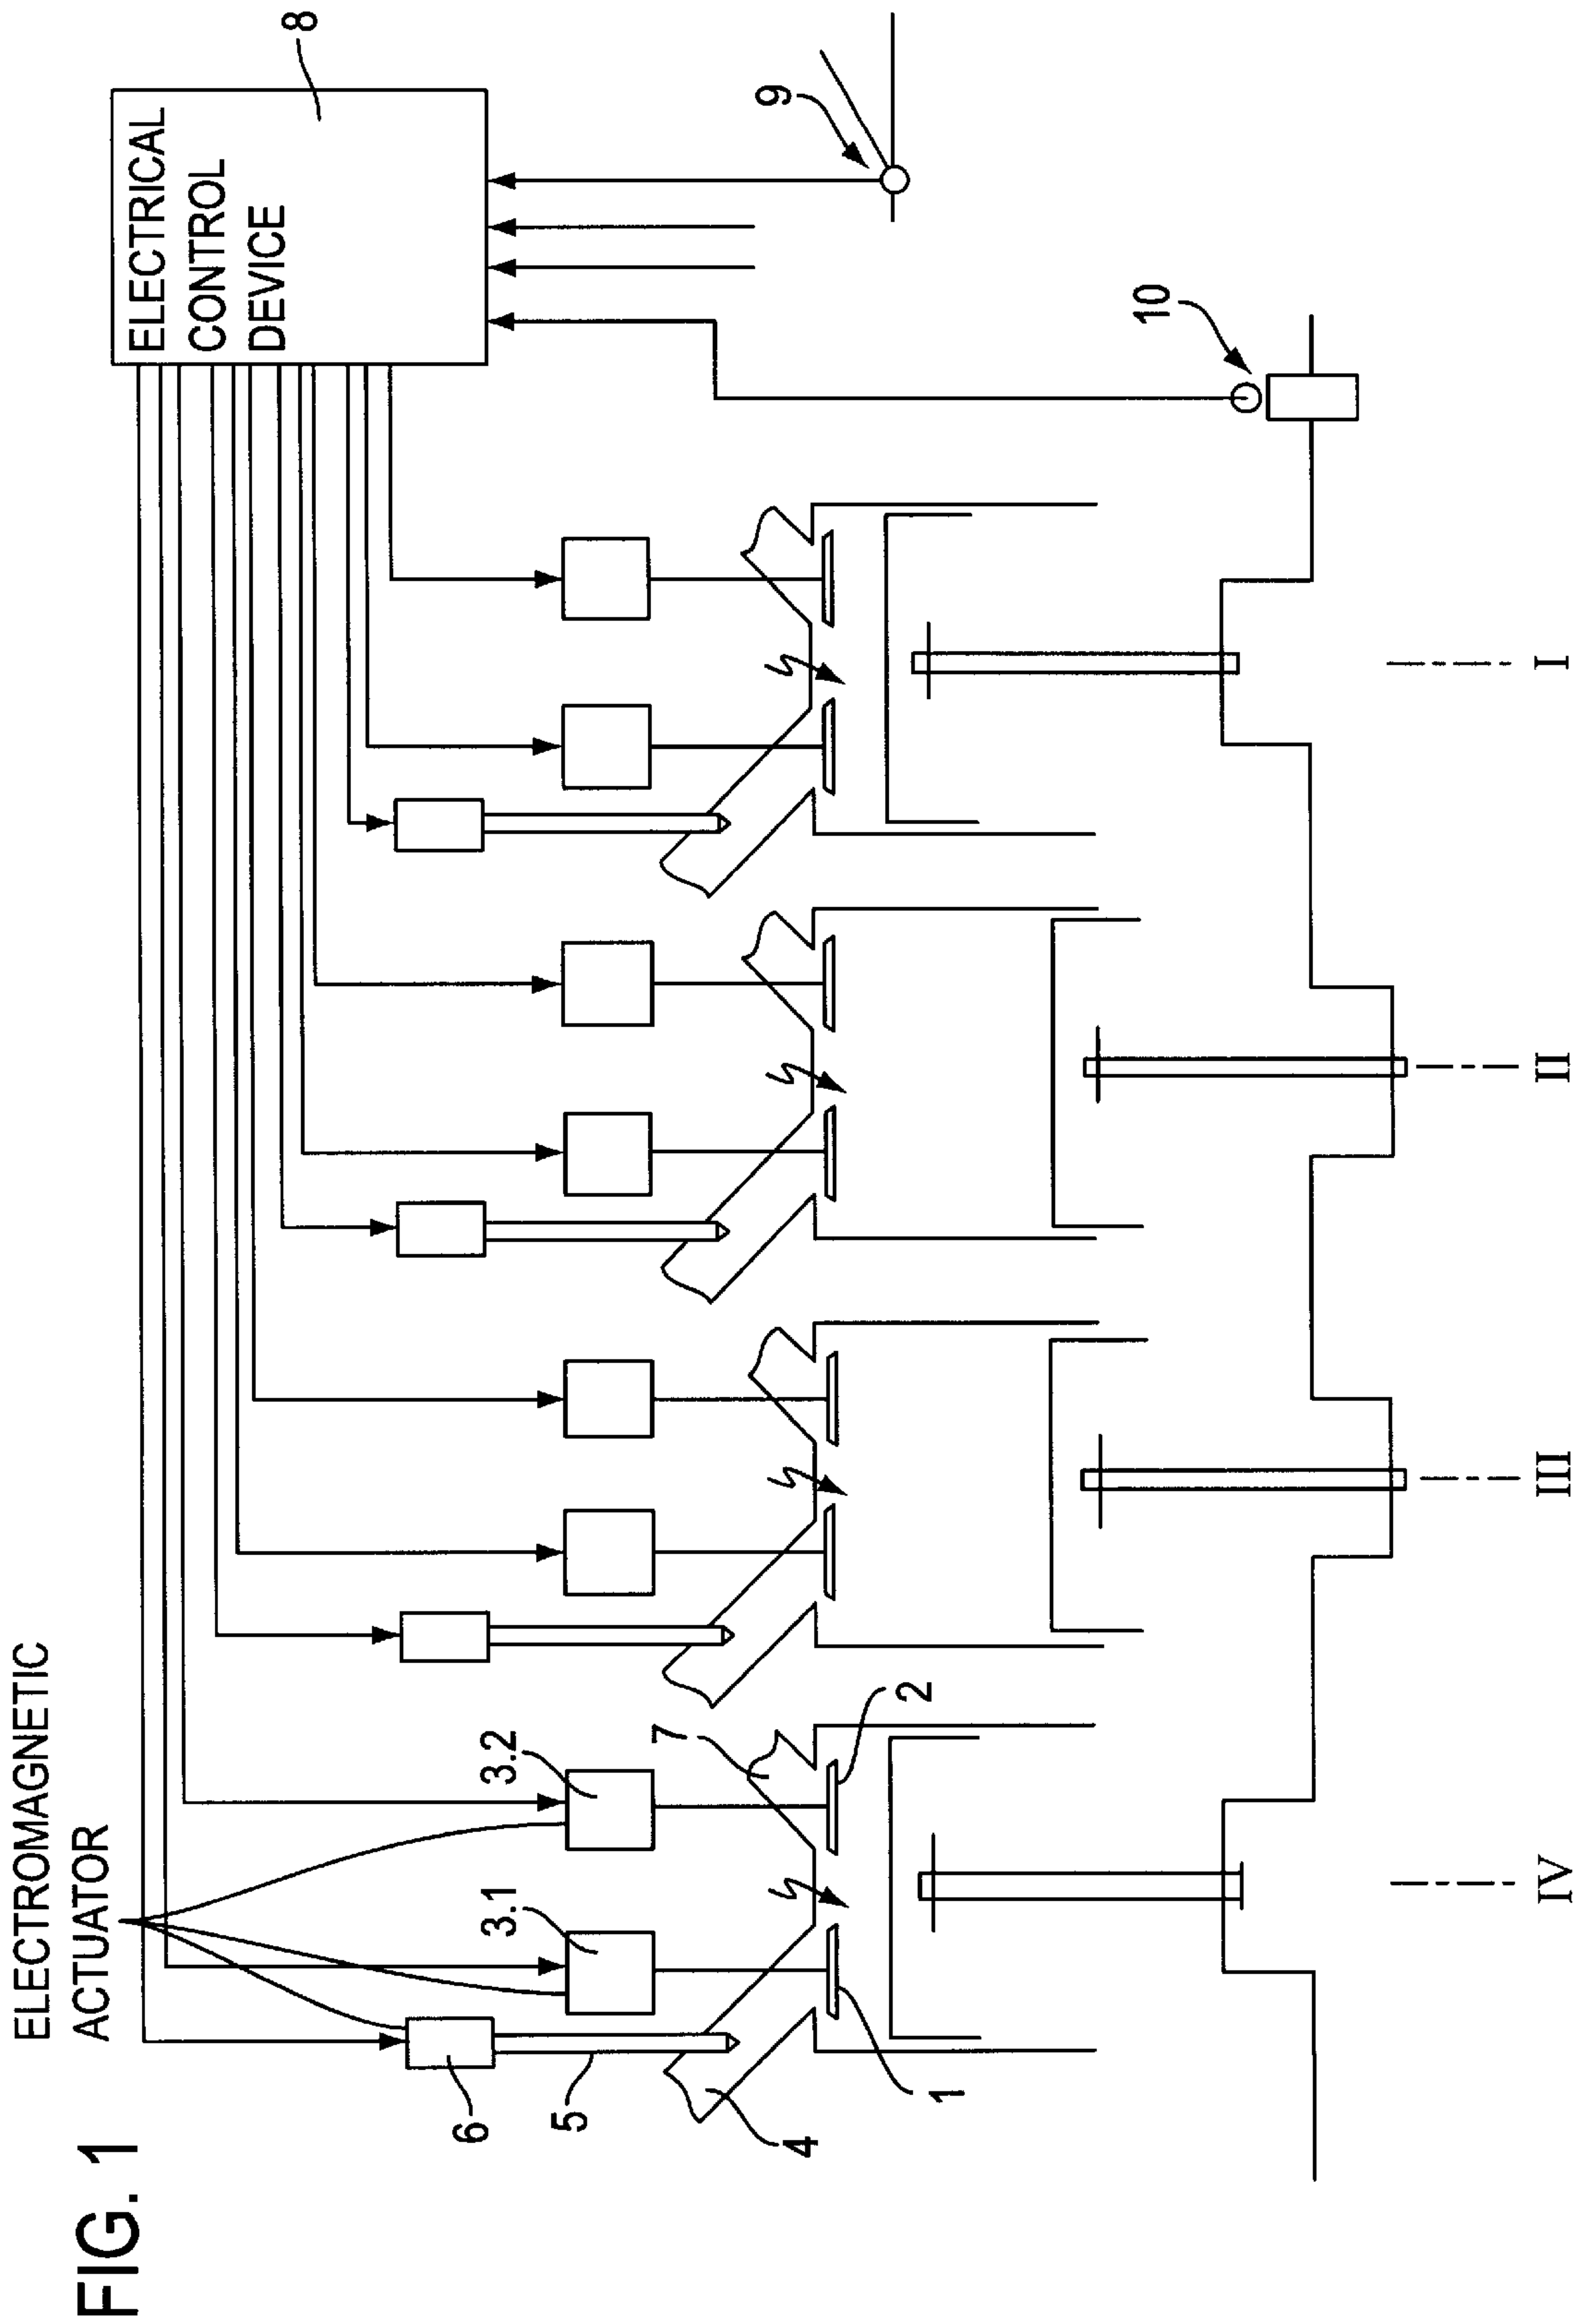 FIG. 1
ELECTROMAGNETIC
ACTUATOR
ELECTRICAL
CONTROL
DEVICE
8
6
5
3.1
3.2
7
4
1
2
9
10
IV
III
II
I